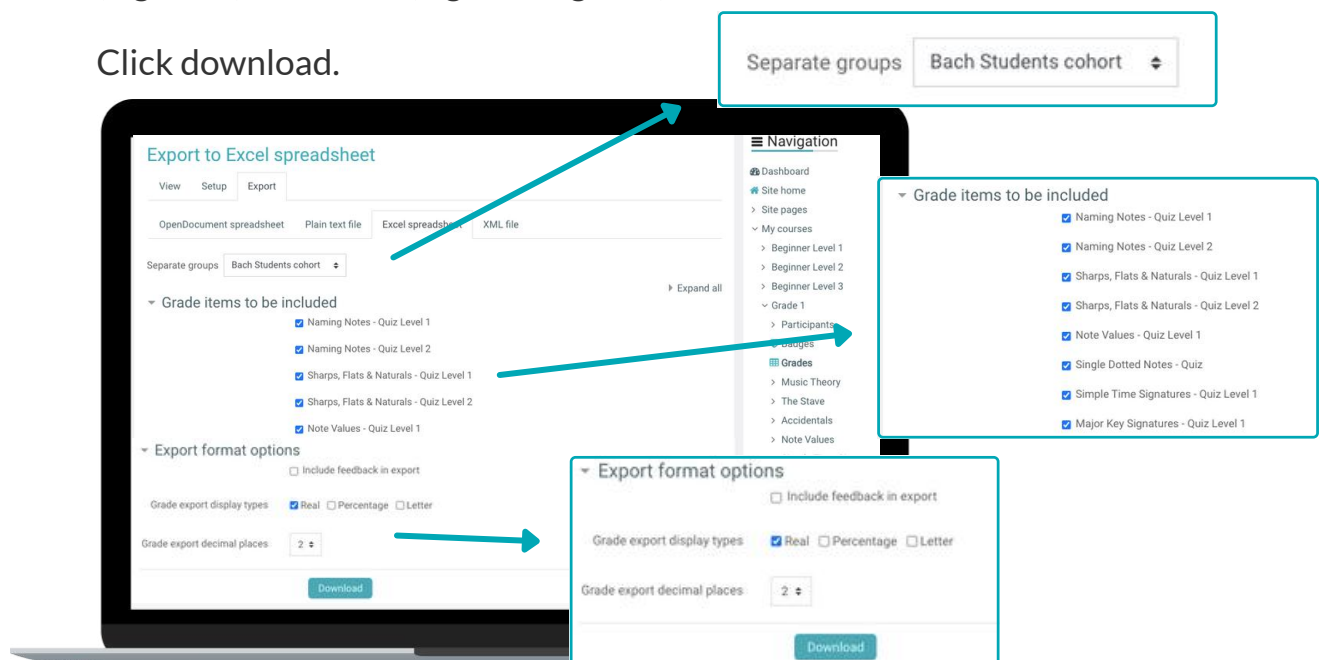 Click download.
Separate groups Bach Students cohort
Export to Excel spreadsheet
View Setup Export
OpenDocument spreadsheet Plain text file Excel spreadsheet XML file
Separate groups Bach Students cohort
Expand all
Grade items to be included
Naming Notes - Quiz Level 1
Naming Notes - Quiz Level 2
Sharps, Flats & Naturals - Quiz Level 1
Sharps, Flats & Naturals - Quiz Level 2
Note Values - Quiz Level 1
Export format options
Include feedback in export
Grade export display types Real Percentage Letter
Grade export decimal places 2
Download
Navigation
Dashboard
Site home
Site pages
My courses
Beginner Level 1
Beginner Level 2
Beginner Level 3
Grade 1
Participants
Badges
Grades
Music Theory
The Stave
Accidentals
Note Values
Grade items to be included
Naming Notes - Quiz Level 1
Naming Notes - Quiz Level 2
Sharps, Flats & Naturals - Quiz Level 1
Sharps, Flats & Naturals - Quiz Level 2
Note Values - Quiz Level 1
Single Dotted Notes - Quiz
Simple Time Signatures - Quiz Level 1
Major Key Signatures - Quiz Level 1
Export format options
Include feedback in export
Grade export display types Real Percentage Letter
Grade export decimal places 2
Download